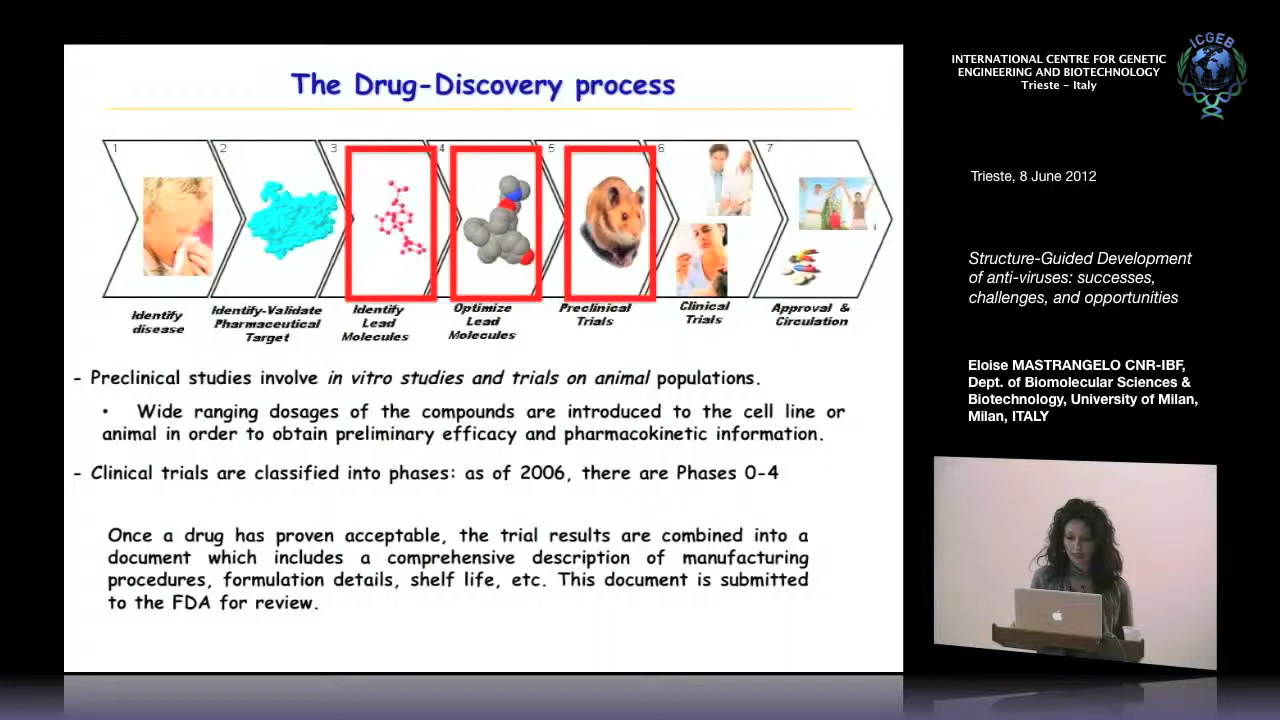 The Drug-Discovery process
1
2
3
4
5
6
7
Identify
disease
Identify-Validate
Pharmaceutical
Target
Identify
Lead
Molecules
Optimize
Lead
Molecules
Preclinical
Trials
Clinical
Trials
Approval &
Circulation
- Preclinical studies involve in vitro studies and trials on animal populations.
• Wide ranging dosages of the compounds are introduced to the cell line or
animal in order to obtain preliminary efficacy and pharmacokinetic information.
- Clinical trials are classified into phases: as of 2006, there are Phases 0-4
Once a drug has proven acceptable, the trial results are combined into a
document which includes a comprehensive description of manufacturing
procedures, formulation details, shelf life, etc. This document is submitted
to the FDA for review.
INTERNATIONAL CENTRE FOR GENETIC
ENGINEERING AND BIOTECHNOLOGY
Trieste - Italy
ICGEB
Trieste, 8 June 2012
Structure-Guided Development
of anti-viruses: successes,
challenges, and opportunities
Eloise MASTRANGELO CNR-IBF,
Dept. of Biomolecular Sciences &
Biotechnology, University of Milan,
Milan, ITALY